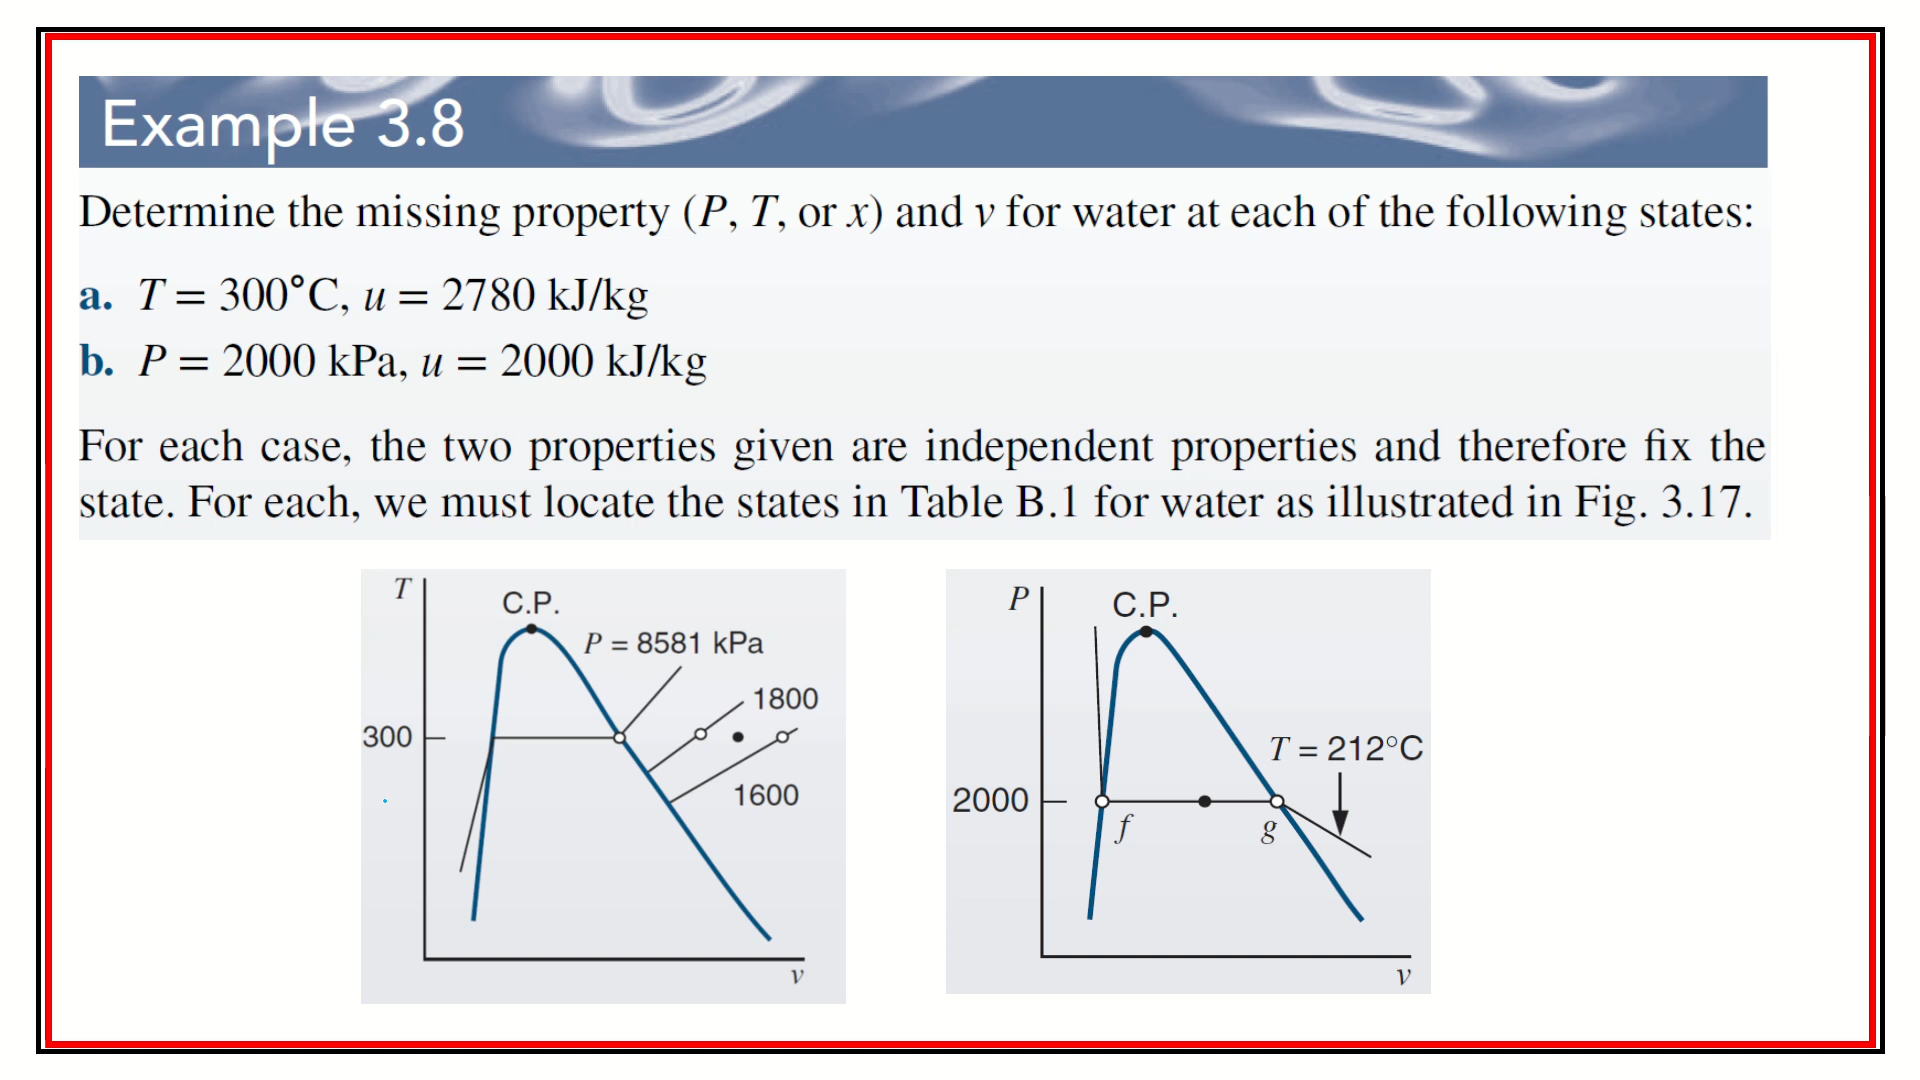 Example 3.8
Determine the missing property (P, T, or x) and v for water at each of the following states:
a. T = 300°C, u = 2780 kJ/kg
b. P = 2000 kPa, u = 2000 kJ/kg
For each case, the two properties given are independent properties and therefore fix the
state. For each, we must locate the states in Table B.1 for water as illustrated in Fig. 3.17.
T
C.P.
P = 8581 kPa
1800
300
1600
v
P
C.P.
T = 212°C
2000
f
g
v